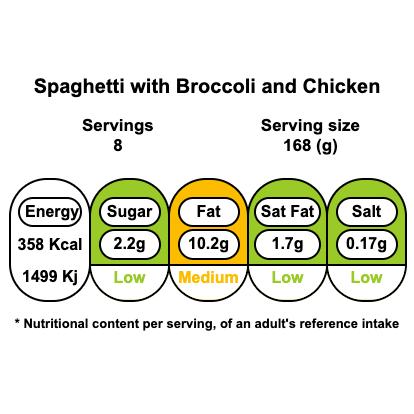 Spaghetti with Broccoli and Chicken
Servings Serving size
8 168 (g)
Energy Sugar Fat Sat Fat Salt
358 Kcal 2.2g 10.2g 1.7g 0.17g
1499 Kj Low Medium Low Low
* Nutritional content per serving, of an adult's reference intake